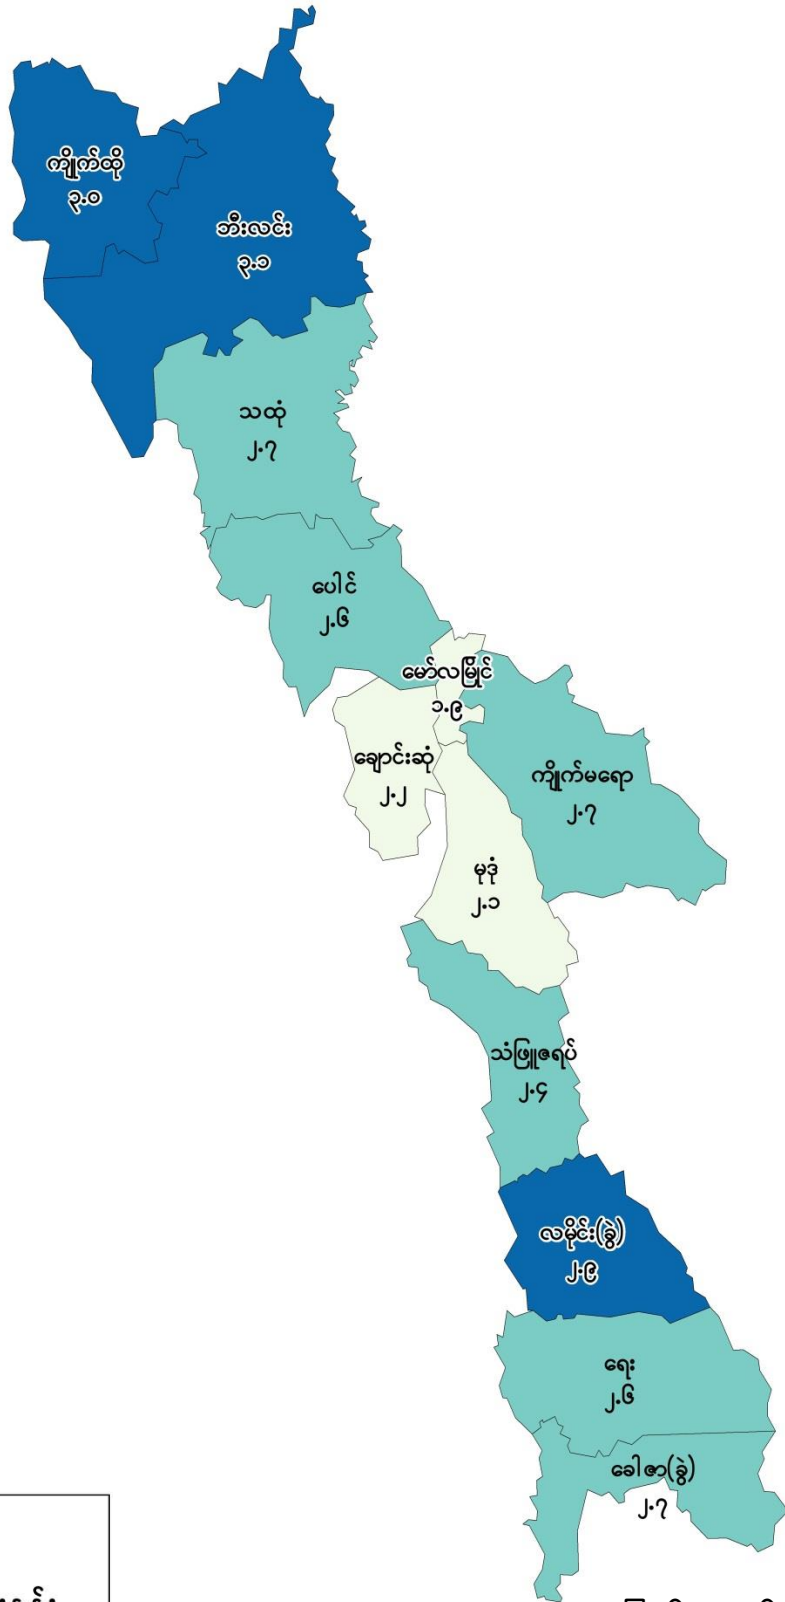 ကျိုက်ထို
၃.၀
ဘီးလင်း
၃.၁
သထုံ
၂.၇
ပေါင်
၂.၆
မော်လမြိုင်
၁.၉
ချောင်းဆုံ
၂.၂
ကျိုက်မရော
၂.၇
မုဒုံ
၂.၁
သံဖြူဇရပ်
၂.၄
လမိုင်း(ခွဲ)
၂.၉
ရေး
၂.၆
ခေါဇာ(ခွဲ)
၂.၇